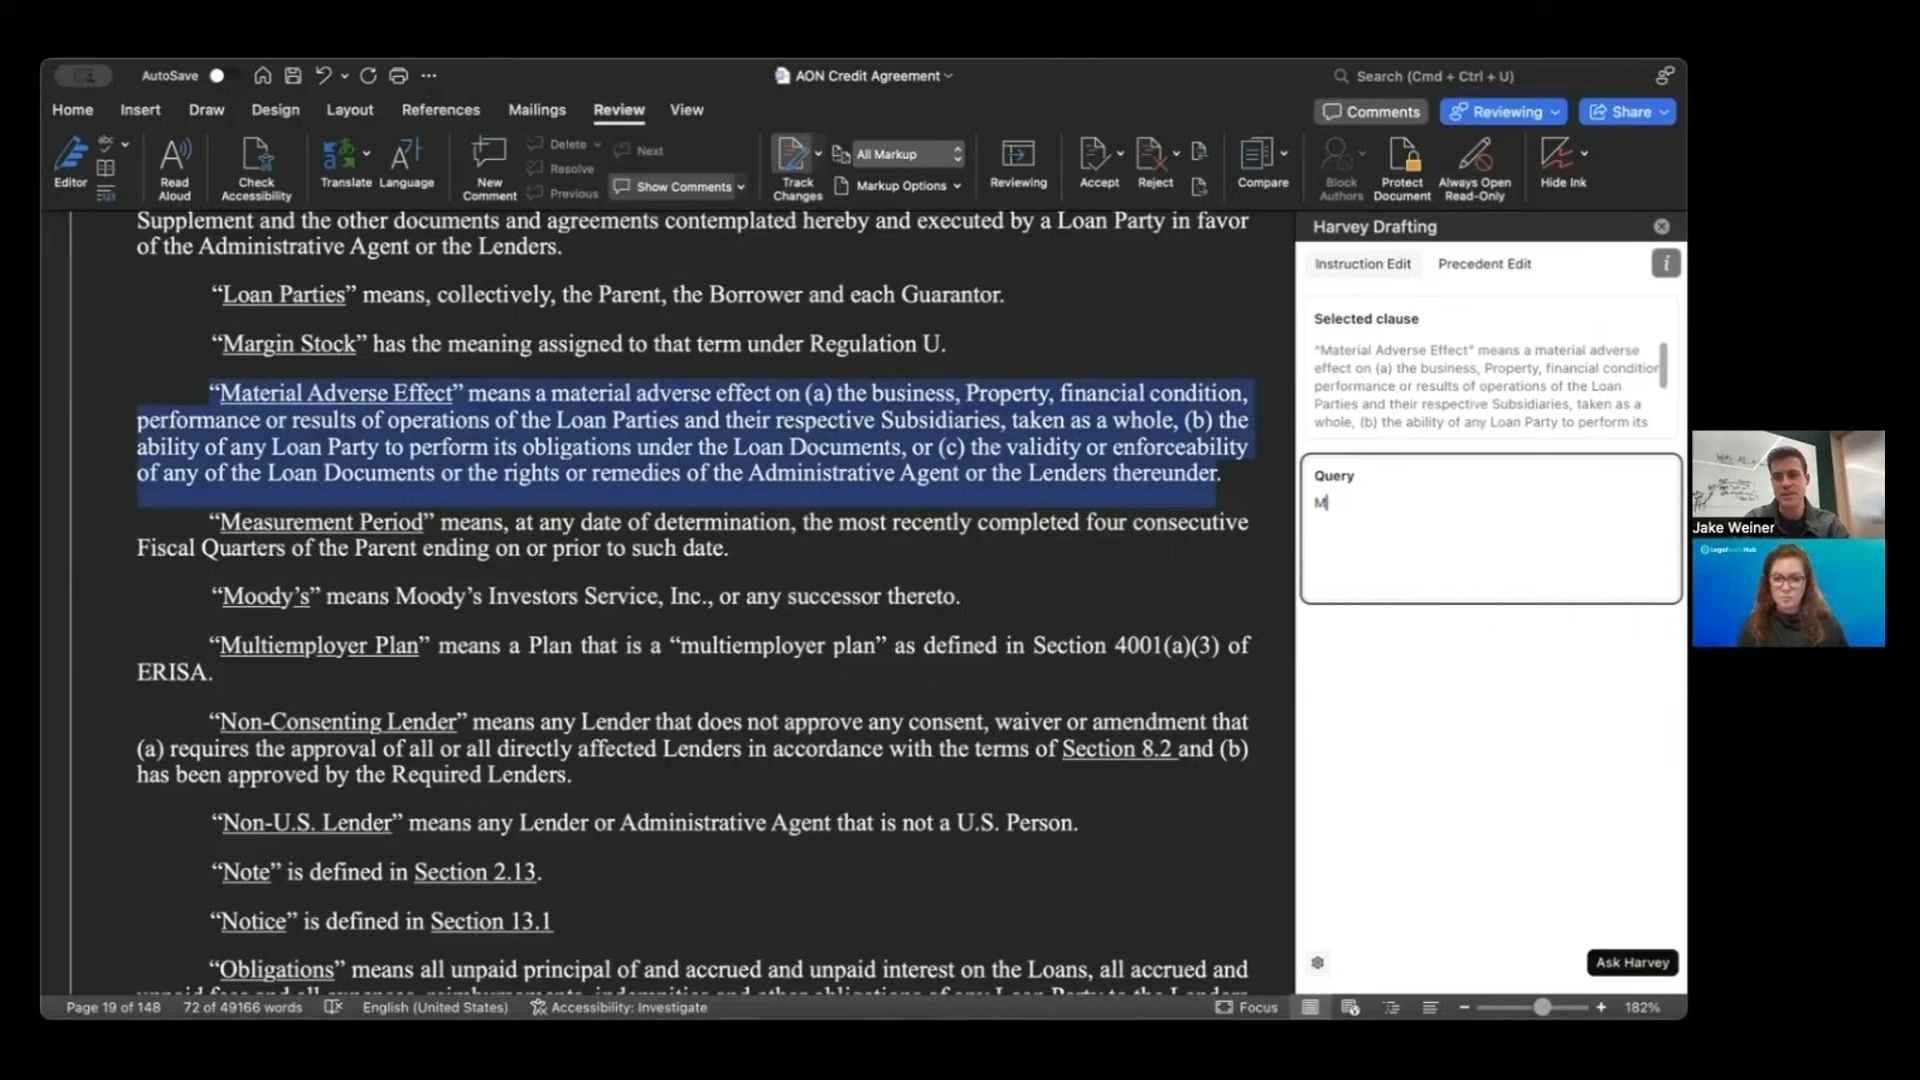 AutoSave
AON Credit Agreement
Search (Cmd + Ctrl + U)
Home Insert Draw Design Layout References Mailings Review View
Comments Reviewing Share
Editor
abc
123
Read Aloud
Check Accessibility
Translate
Language
New Comment
Delete
Resolve
Previous
Next
Show Comments
Track Changes
All Markup
Markup Options
Reviewing
Accept
Reject
Compare
Block Authors
Protect Document
Always Open Read-Only
Hide Ink
Supplement and the other documents and agreements contemplated hereby and executed by a Loan Party in favor
of the Administrative Agent or the Lenders.
“Loan Parties” means, collectively, the Parent, the Borrower and each Guarantor.
“Margin Stock” has the meaning assigned to that term under Regulation U.
“Material Adverse Effect” means a material adverse effect on (a) the business, Property, financial condition,
performance or results of operations of the Loan Parties and their respective Subsidiaries, taken as a whole, (b) the
ability of any Loan Party to perform its obligations under the Loan Documents, or (c) the validity or enforceability
of any of the Loan Documents or the rights or remedies of the Administrative Agent or the Lenders thereunder.
“Measurement Period” means, at any date of determination, the most recently completed four consecutive
Fiscal Quarters of the Parent ending on or prior to such date.
“Moody’s” means Moody’s Investors Service, Inc., or any successor thereto.
“Multiemployer Plan” means a Plan that is a “multiemployer plan” as defined in Section 4001(a)(3) of
ERISA.
“Non-Consenting Lender” means any Lender that does not approve any consent, waiver or amendment that
(a) requires the approval of all or all directly affected Lenders in accordance with the terms of Section 8.2 and (b)
has been approved by the Required Lenders.
“Non-U.S. Lender” means any Lender or Administrative Agent that is not a U.S. Person.
“Note” is defined in Section 2.13.
“Notice” is defined in Section 13.1
“Obligations” means all unpaid principal of and accrued and unpaid interest on the Loans, all accrued and
Harvey Drafting
Instruction Edit Precedent Edit
Selected clause
"Material Adverse Effect" means a material adverse
effect on (a) the business, Property, financial condition,
performance or results of operations of the Loan
Parties and their respective Subsidiaries, taken as a
whole, (b) the ability of any Loan Party to perform its
Query
M
Ask Harvey
Jake Weiner
Legaltech Hub
Page 19 of 148 72 of 49166 words English (United States) Accessibility: Investigate Focus 182%